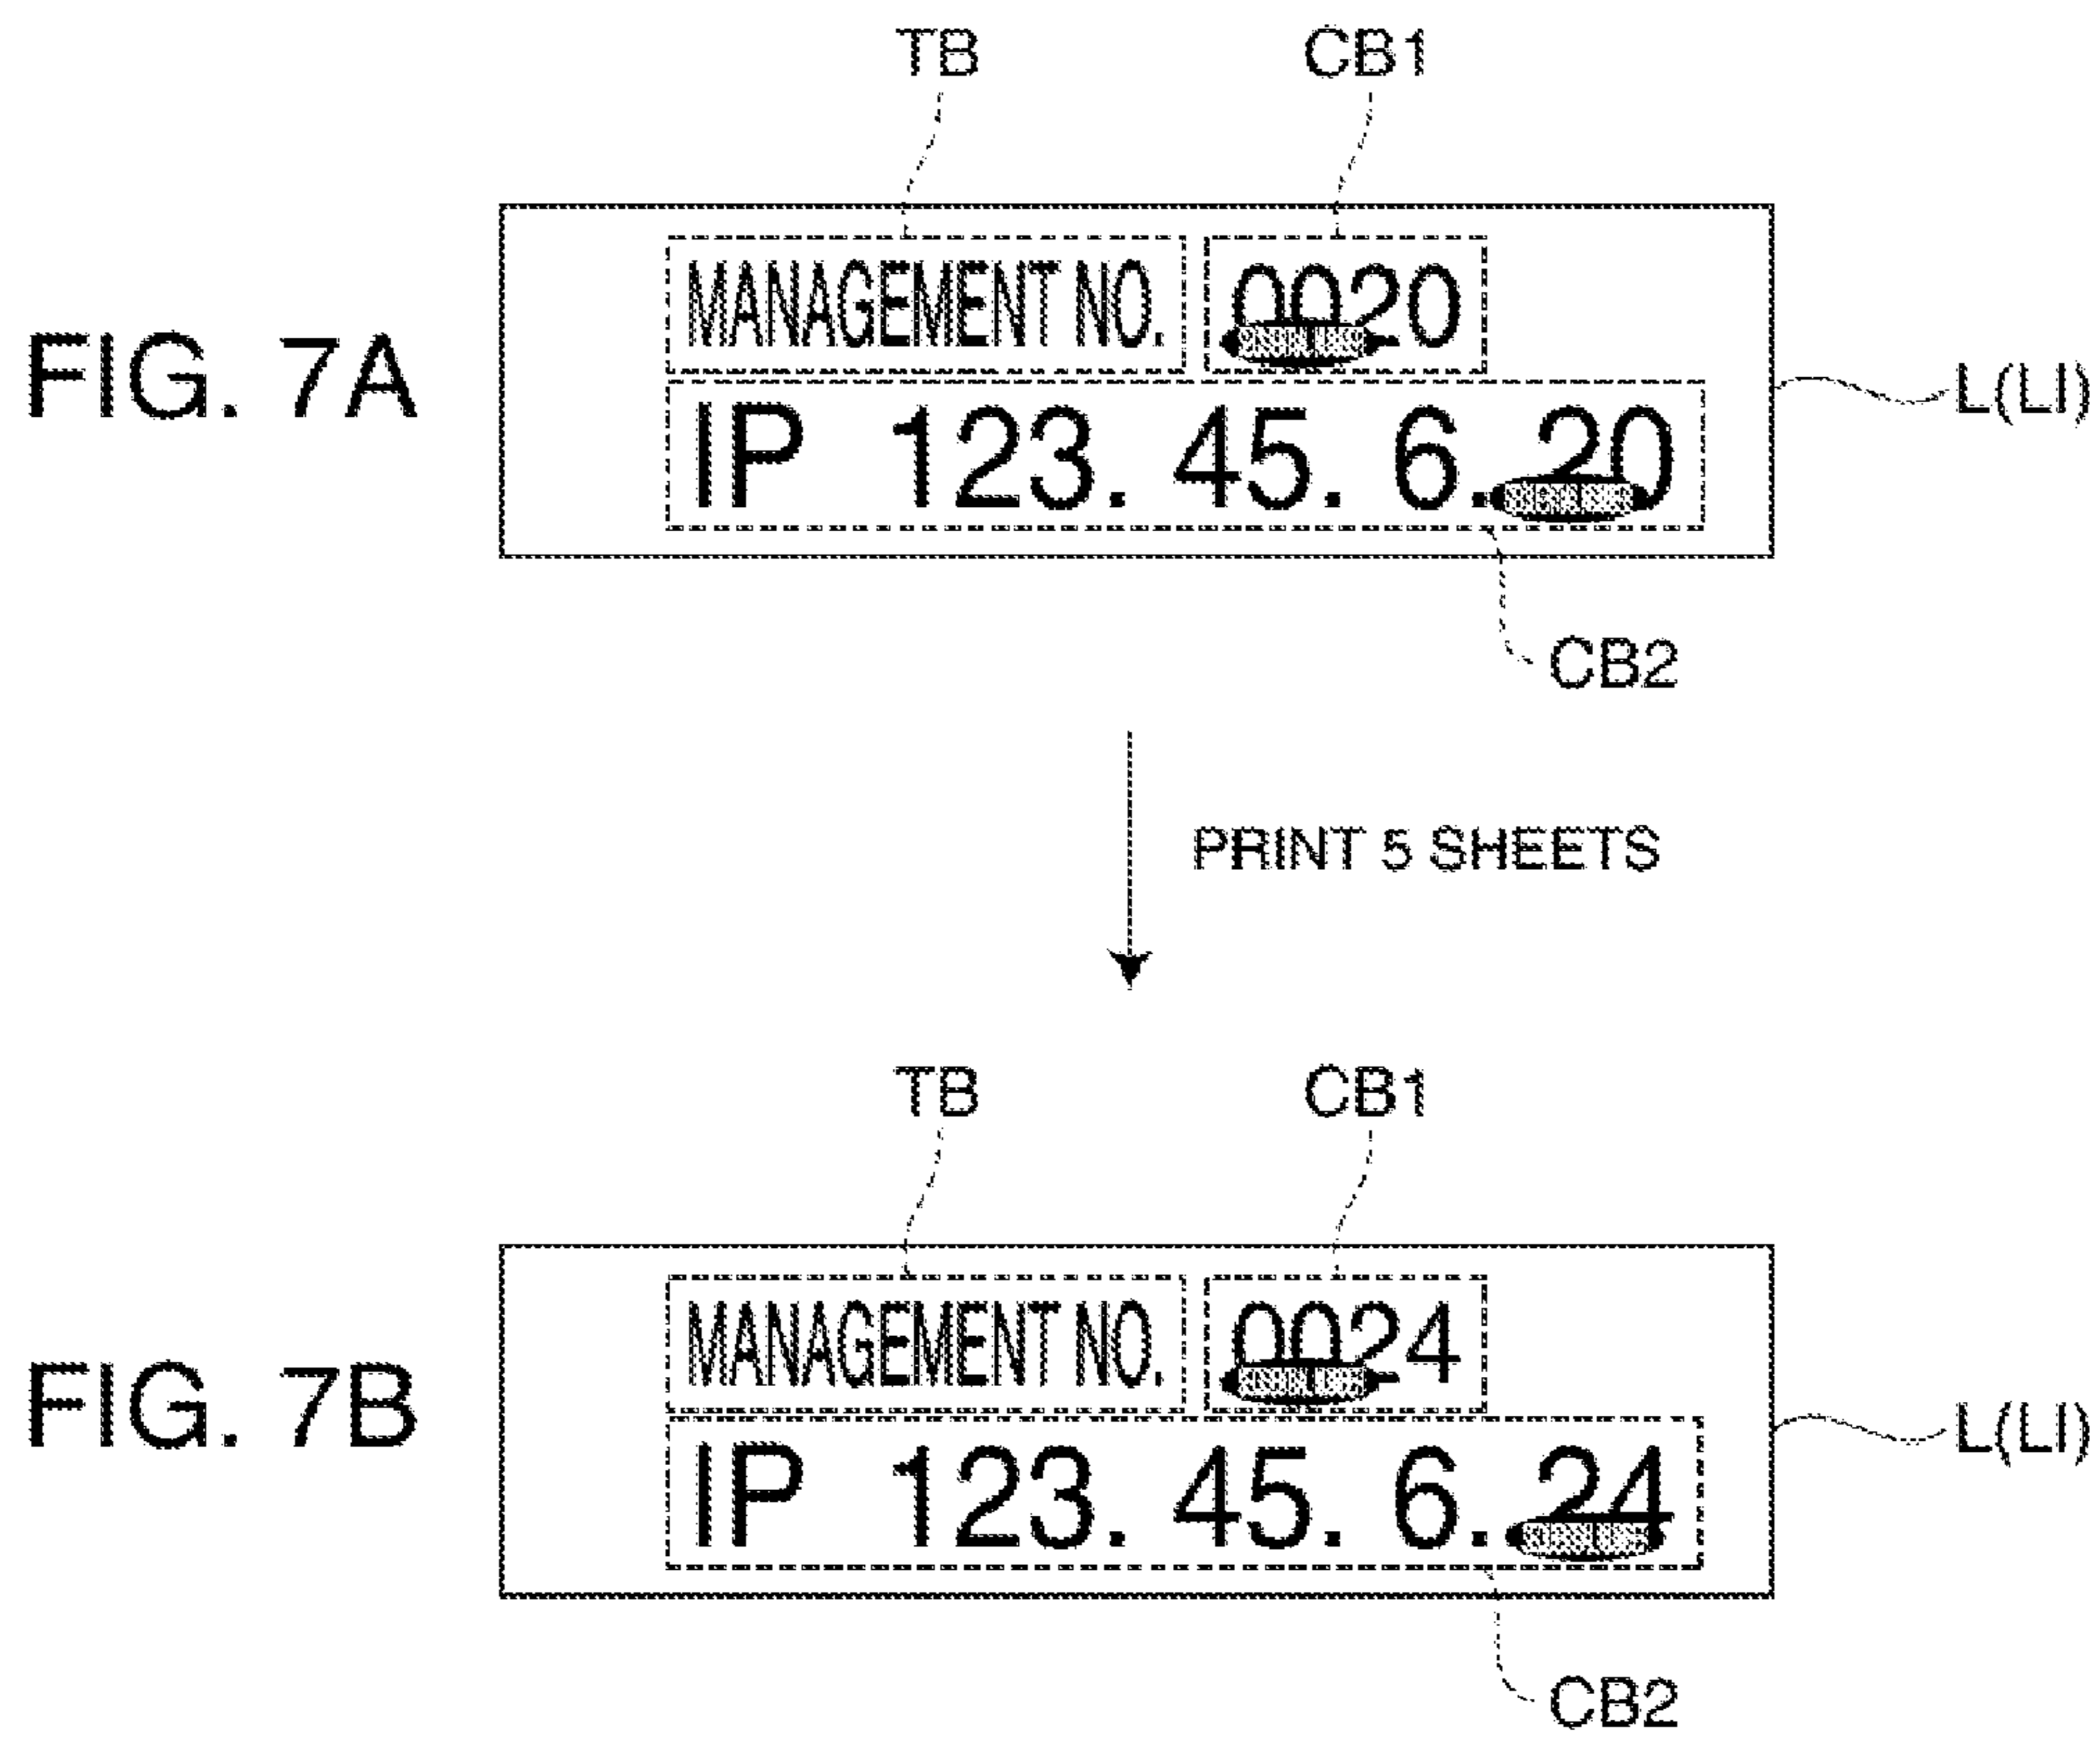 TB CB1
FIG. 7A
MANAGEMENT NO. 0020
IP 123. 45. 6. 20
L(LI)
CB2
PRINT 5 SHEETS
TB CB1
FIG. 7B
MANAGEMENT NO. 0024
IP 123. 45. 6. 24
L(LI)
CB2